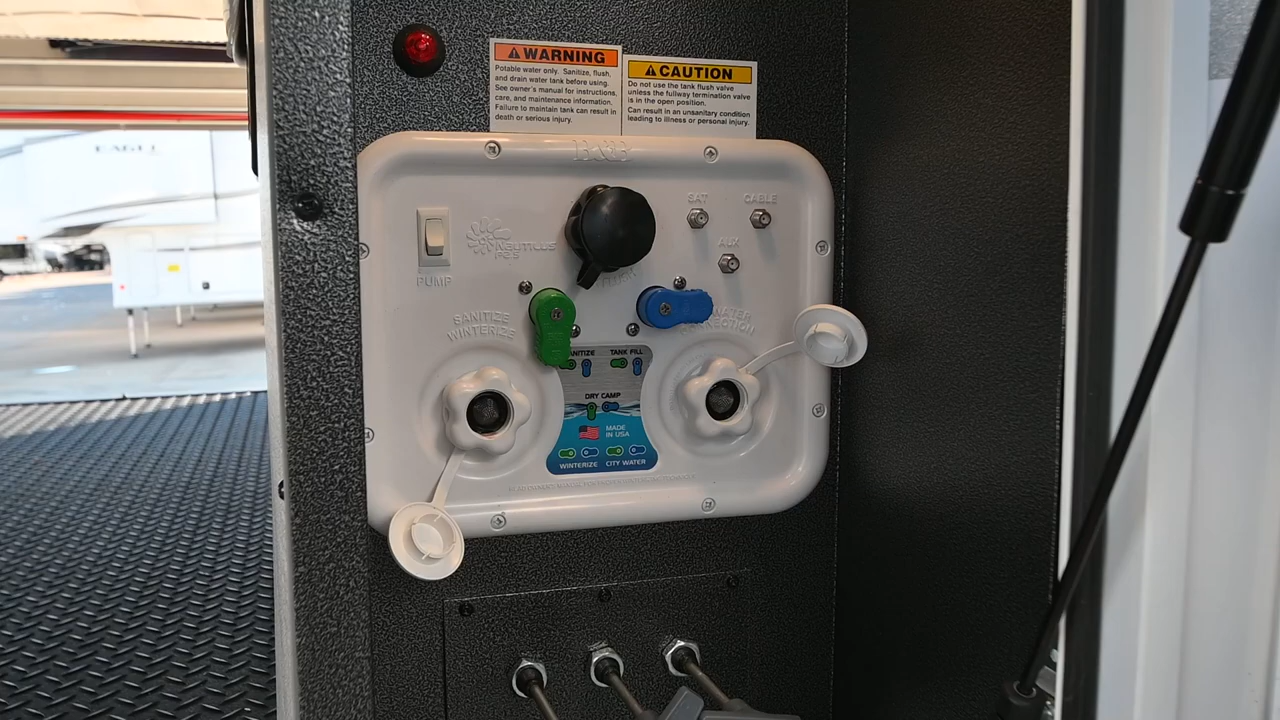 WARNING
Potable water only. Sanitize, flush,
and drain water tank before using.
See owner's manual for instructions,
care, and maintenance information.
Failure to maintain tank can result in
death or serious injury.
CAUTION
Do not use the tank flush valve
unless the fullway termination valve
is in the open position.
Can result in an unsanitary condition
leading to illness or personal injury.
EAGLE
B&B
SAT
CABLE
NAUTILUS
P2.5
AUX
PUMP
FLUSH
SANITIZE
WINTERIZE
WATER
TANK FILL
DRY CAMP
MADE
IN USA
WINTERIZE
CITY WATER